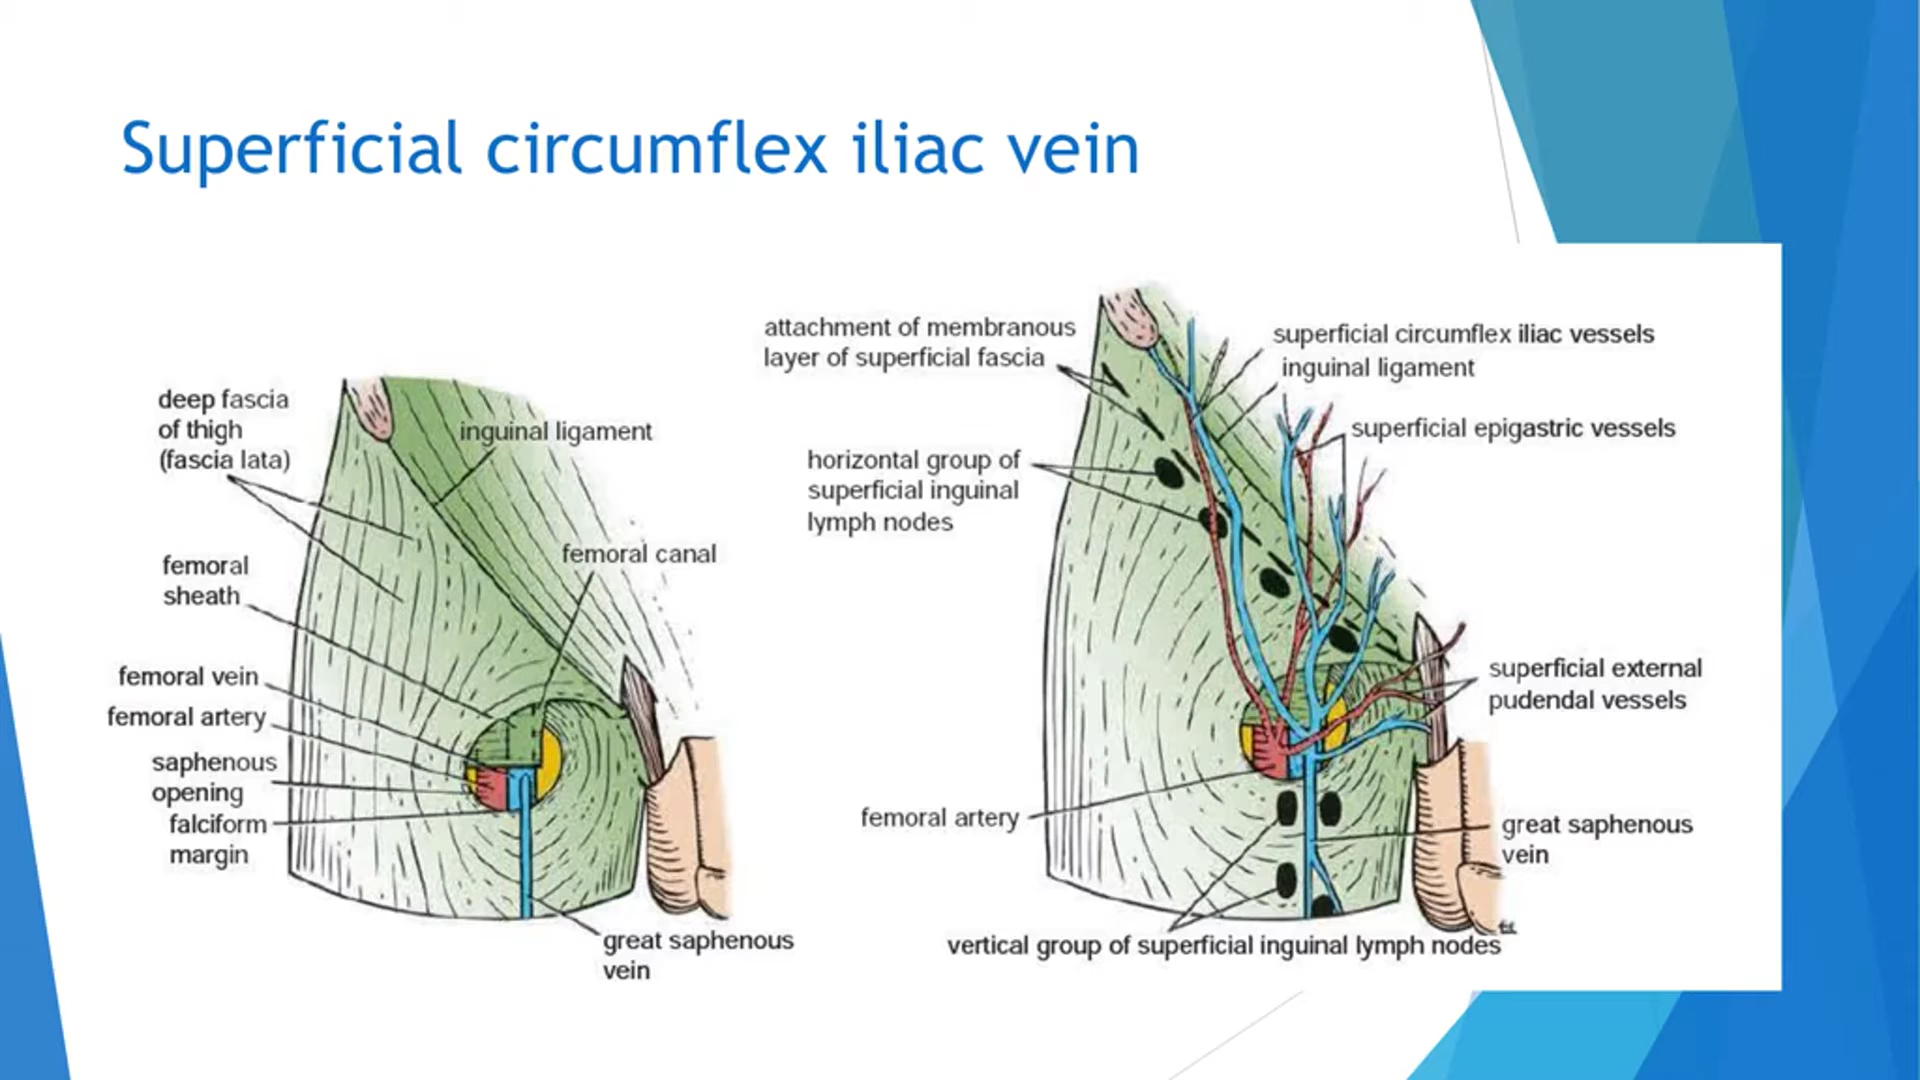 Superficial circumflex iliac vein
deep fascia
of thigh
(fascia lata)
inguinal ligament
femoral canal
femoral
sheath
femoral vein
femoral artery
saphenous
opening
falciform
margin
great saphenous
vein
attachment of membranous
layer of superficial fascia
superficial circumflex iliac vessels
inguinal ligament
superficial epigastric vessels
horizontal group of
superficial inguinal
lymph nodes
superficial external
pudendal vessels
femoral artery
great saphenous
vein
vertical group of superficial inguinal lymph nodes